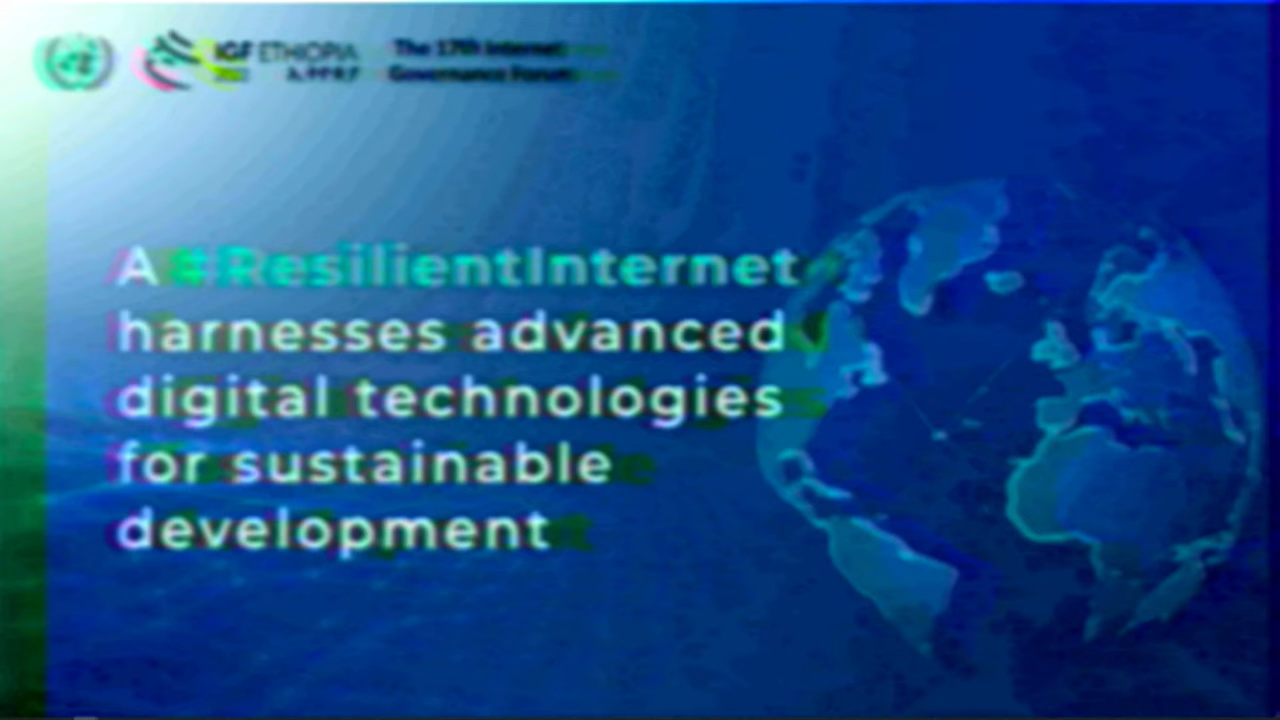 IGF ETHIOPIA
The 17th Internet
Governance Forum
A #ResilientInternet
harnesses advanced
digital technologies
for sustainable
development